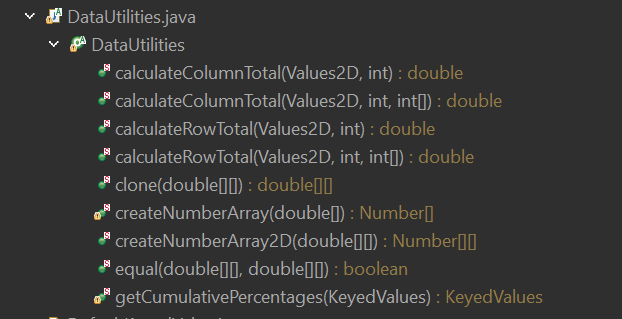 DataUtilities.java
DataUtilities
calculateColumnTotal(Values2D, int) : double
calculateColumnTotal(Values2D, int, int[]) : double
calculateRowTotal(Values2D, int) : double
calculateRowTotal(Values2D, int, int[]) : double
clone(double[][]) : double[][]
createNumberArray(double[]) : Number[]
createNumberArray2D(double[][]) : Number[][]
equal(double[][], double[][]) : boolean
getCumulativePercentages(KeyedValues) : KeyedValues